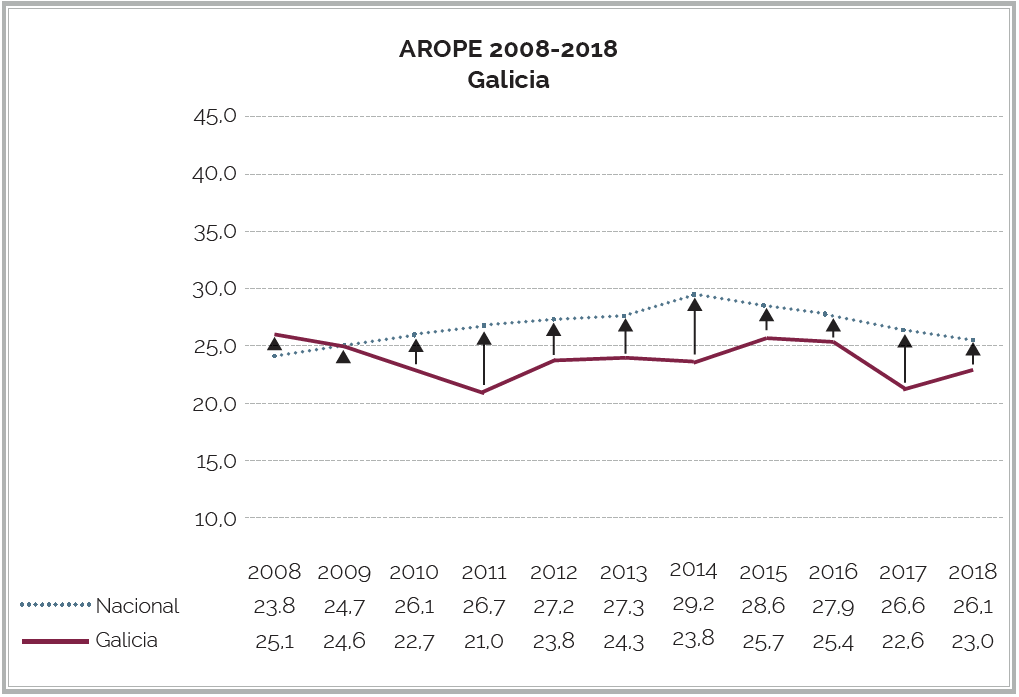 AROPE 2008-2018
Galicia
45,0
40,0
35,0
30,0
25,0
20,0
15,0
10,0
2008 2009 2010 2011 2012 2013 2014 2015 2016 2017 2018
Nacional 23,8 24,7 26,1 26,7 27,2 27,3 29,2 28,6 27,9 26,6 26,1
Galicia 25,1 24,6 22,7 21,0 23,8 24,3 23,8 25,7 25,4 22,6 23,0